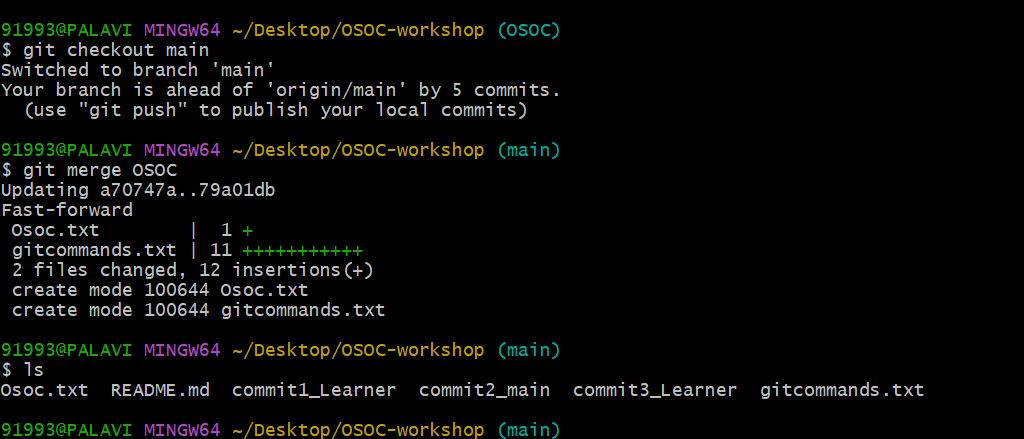 91993@PALAVI MINGW64 ~/Desktop/OSOC-workshop (OSOC)
$ git checkout main
Switched to branch 'main'
Your branch is ahead of 'origin/main' by 5 commits.
  (use "git push" to publish your local commits)

91993@PALAVI MINGW64 ~/Desktop/OSOC-workshop (main)
$ git merge OSOC
Updating a70747a..79a01db
Fast-forward
 Osoc.txt        |  1 +
 gitcommands.txt | 11 +++++++++++
 2 files changed, 12 insertions(+)
 create mode 100644 Osoc.txt
 create mode 100644 gitcommands.txt

91993@PALAVI MINGW64 ~/Desktop/OSOC-workshop (main)
$ ls
Osoc.txt  README.md  commit1_Learner  commit2_main  commit3_Learner  gitcommands.txt

91993@PALAVI MINGW64 ~/Desktop/OSOC-workshop (main)